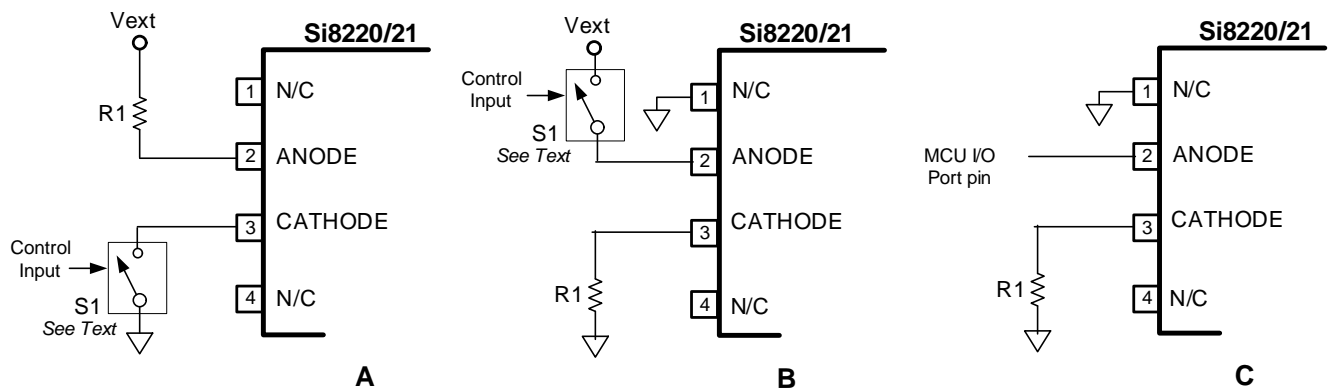 Vext
Si8220/21
R1
1 N/C
2 ANODE
3 CATHODE
4 N/C
Control
Input
S1
See Text
A
Vext
Si8220/21
Control
Input
S1
See Text
1 N/C
2 ANODE
3 CATHODE
4 N/C
R1
B
Si8220/21
1 N/C
MCU I/O
Port pin
2 ANODE
3 CATHODE
4 N/C
R1
C